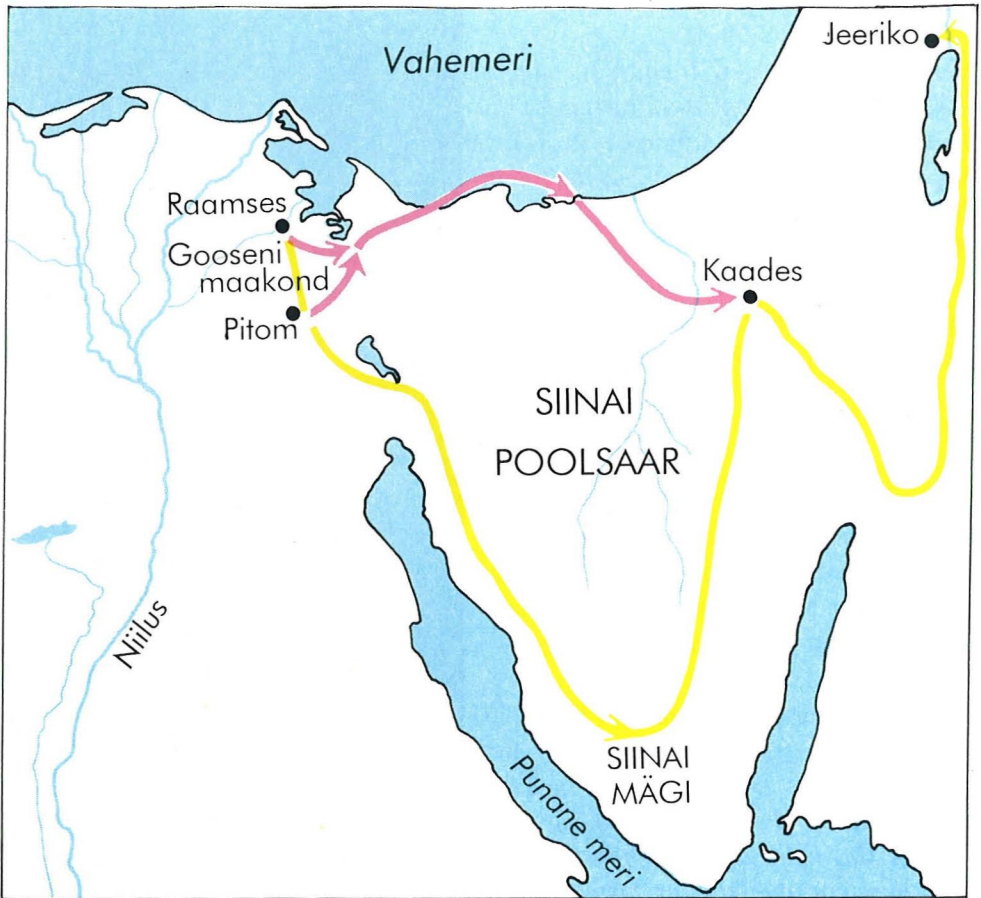 Vahemeri
Jeeriko
Raamses
Gooseni
maakond
Pitom
Kaades
SIINAI
POOLSAAR
Niilus
SIINAI
MÄGI
Punane meri